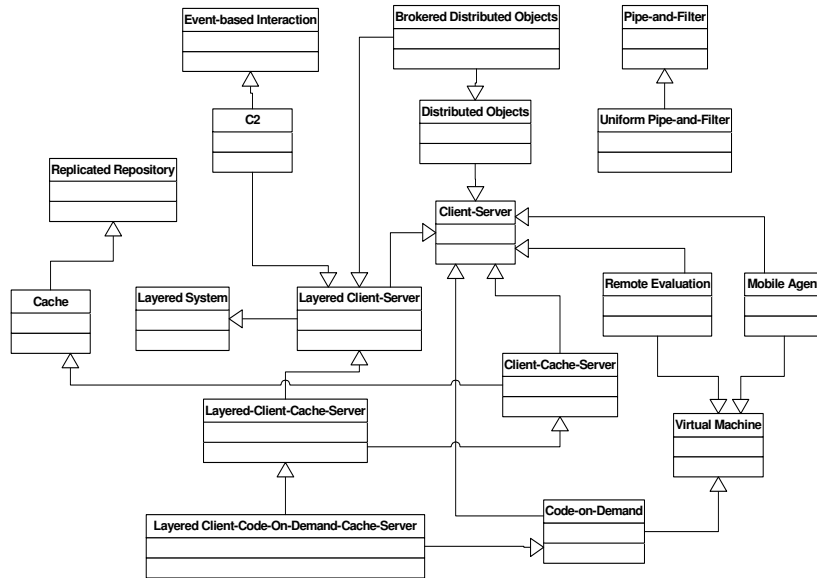 Event-based Interaction
Brokered Distributed Objects
Pipe-and-Filter
C2
Distributed Objects
Uniform Pipe-and-Filter
Replicated Repository
Client-Server
Cache
Layered System
Layered Client-Server
Remote Evaluation
Mobile Agen
Client-Cache-Server
Layered-Client-Cache-Server
Virtual Machine
Layered Client-Code-On-Demand-Cache-Server
Code-on-Demand